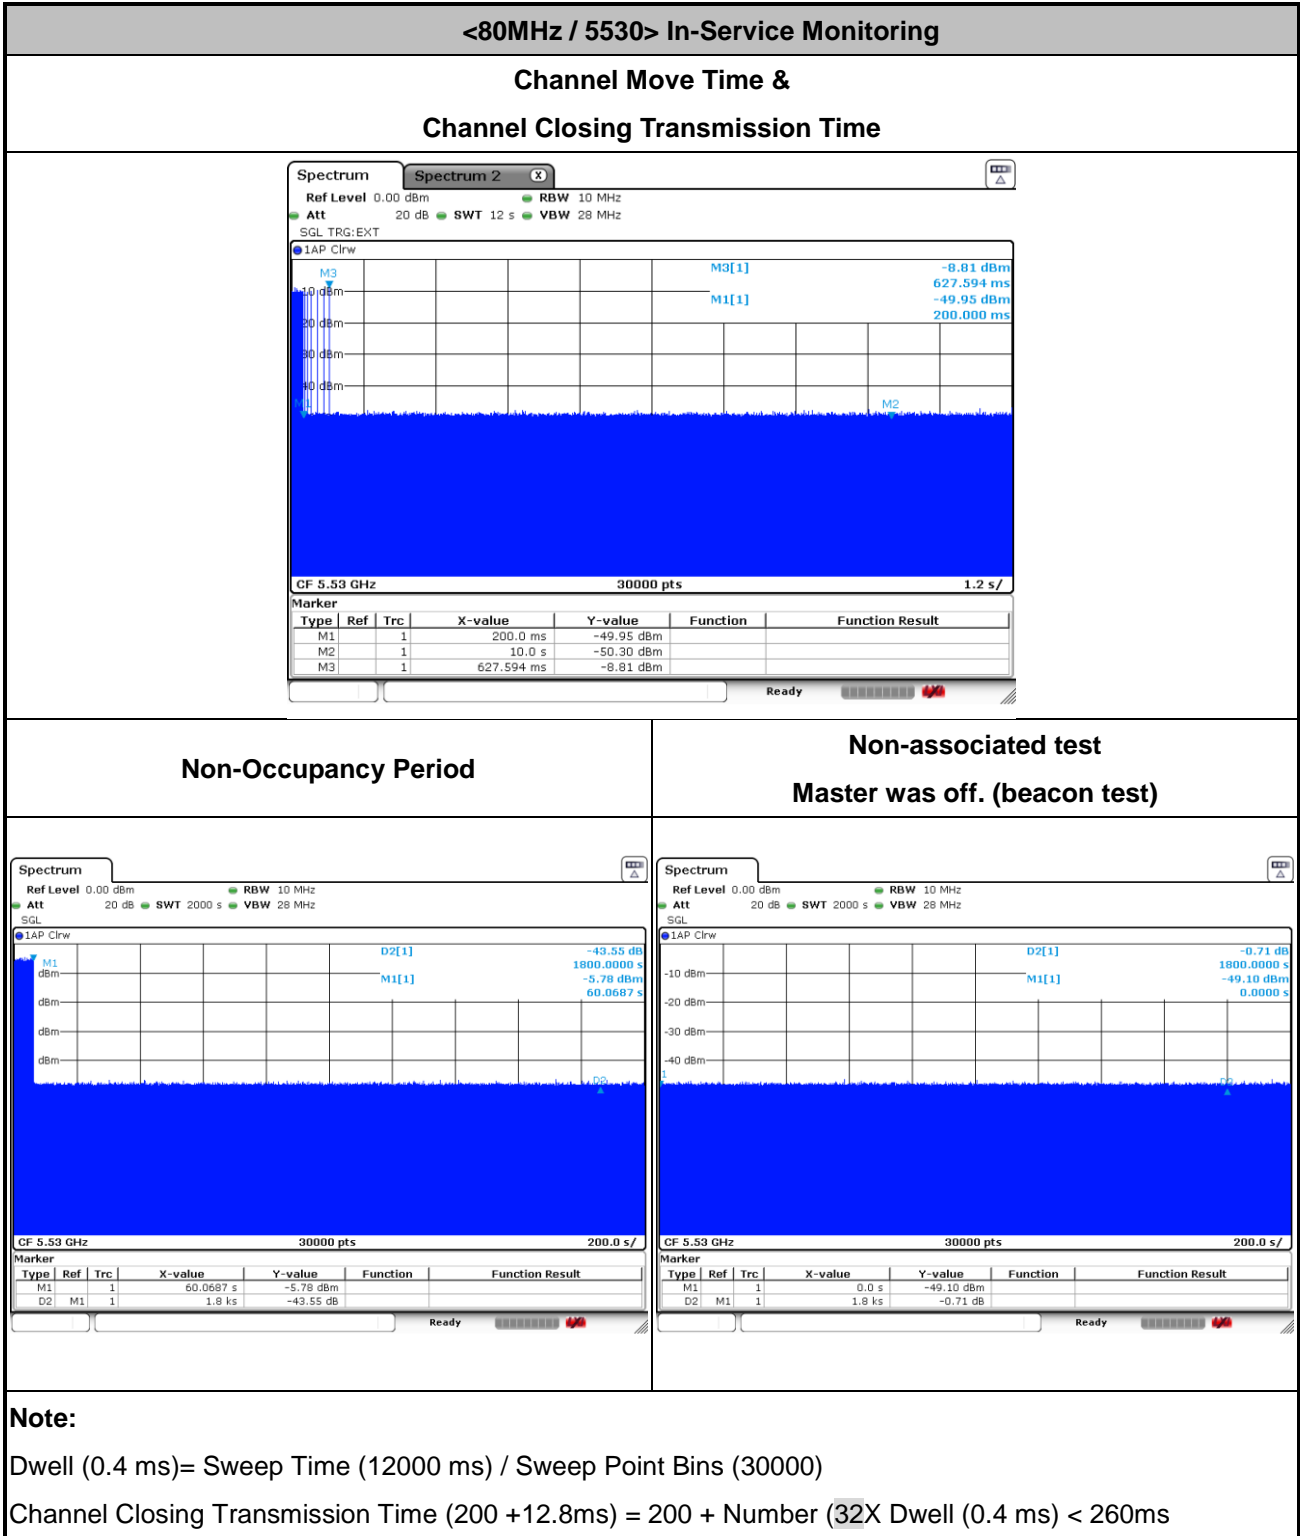 <80MHz / 5530> In-Service Monitoring
Channel Move Time &
Channel Closing Transmission Time
Spectrum
Spectrum 2 X
Ref Level 0.00 dBm RBW 10 MHz
Att 20 dB SWT 12 s VBW 28 MHz
SGL TRG:EXT
1AP Clrw
M3[1] -8.81 dBm
627.594 ms
M1[1] -49.95 dBm
200.000 ms
M3
-10 dBm
-20 dBm
-30 dBm
-40 dBm
M1
M2
CF 5.53 GHz 30000 pts 1.2 s/
Marker
Type Ref Trc X-value Y-value Function Function Result
M1 1 200.0 ms -49.95 dBm
M2 1 10.0 s -50.30 dBm
M3 1 627.594 ms -8.81 dBm
Ready
Non-Occupancy Period
Non-associated test
Master was off. (beacon test)
Spectrum
Ref Level 0.00 dBm RBW 10 MHz
Att 20 dB SWT 2000 s VBW 28 MHz
SGL
1AP Clrw
D2[1] -43.55 dB
1800.0000 s
M1[1] -5.78 dBm
60.0687 s
M1
dBm
dBm
dBm
dBm
D2
CF 5.53 GHz 30000 pts 200.0 s/
Marker
Type Ref Trc X-value Y-value Function Function Result
M1 1 60.0687 s -5.78 dBm
D2 M1 1 1.8 ks -43.55 dB
Ready
Spectrum
Ref Level 0.00 dBm RBW 10 MHz
Att 20 dB SWT 2000 s VBW 28 MHz
SGL
1AP Clrw
D2[1] -0.71 dB
1800.0000 s
M1[1] -49.10 dBm
0.0000 s
-10 dBm
-20 dBm
-30 dBm
-40 dBm
1
D2
CF 5.53 GHz 30000 pts 200.0 s/
Marker
Type Ref Trc X-value Y-value Function Function Result
M1 1 0.0 s -49.10 dBm
D2 M1 1 1.8 ks -0.71 dB
Ready
Note:
Dwell (0.4 ms)= Sweep Time (12000 ms) / Sweep Point Bins (30000)
Channel Closing Transmission Time (200 +12.8ms) = 200 + Number (32X Dwell (0.4 ms) < 260ms